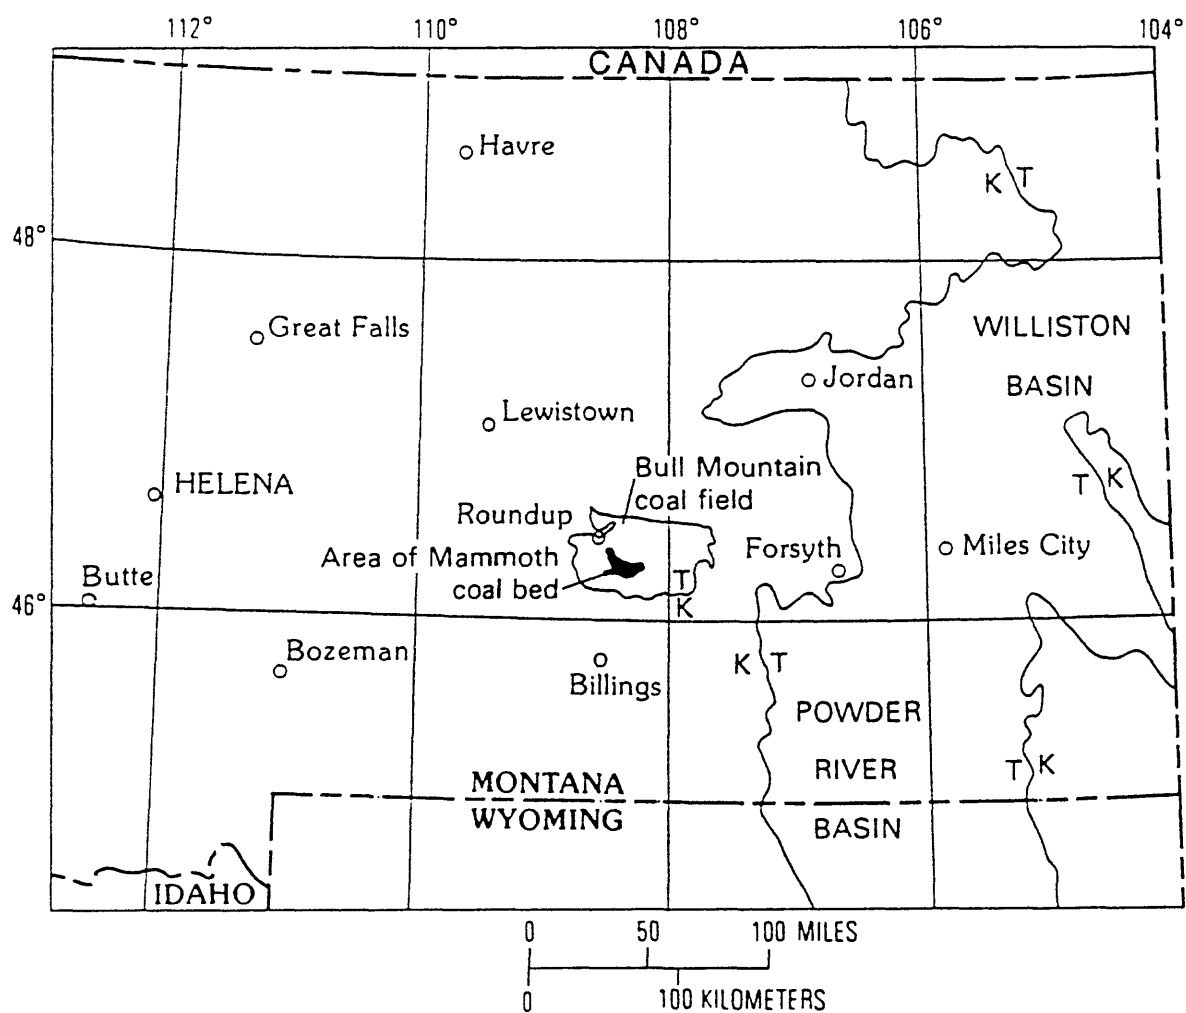 112° 110° 108° 106° 104°
CANADA
Havre
K T
48°
Great Falls
WILLISTON
BASIN
Jordan
Lewistown
Bull Mountain
coal field
HELENA
T K
Roundup
Area of Mammoth
coal bed
Forsyth
Miles City
Butte
T
K
46°
Bozeman
Billings
K T
POWDER
RIVER
BASIN
T K
MONTANA
WYOMING
IDAHO
0 50 100 MILES
0 100 KILOMETERS